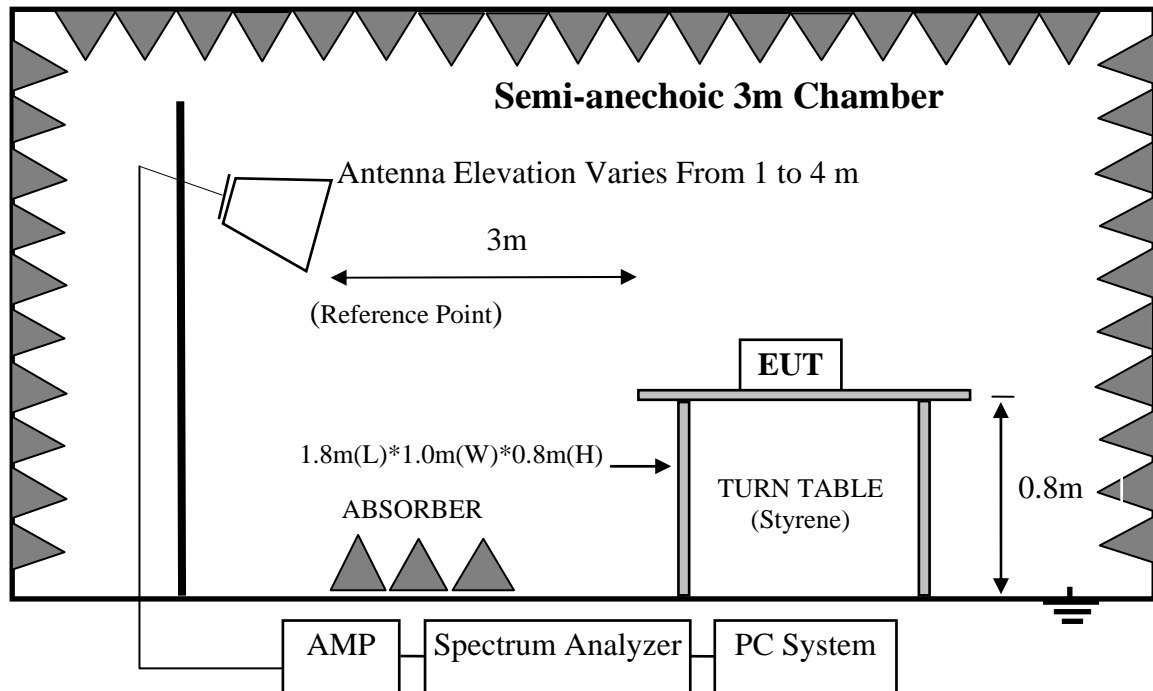 Semi-anechoic 3m Chamber
Antenna Elevation Varies From 1 to 4 m
3m
(Reference Point)
EUT
1.8m(L)*1.0m(W)*0.8m(H)
TURN TABLE
(Styrene)
0.8m
ABSORBER
AMP
Spectrum Analyzer
PC System